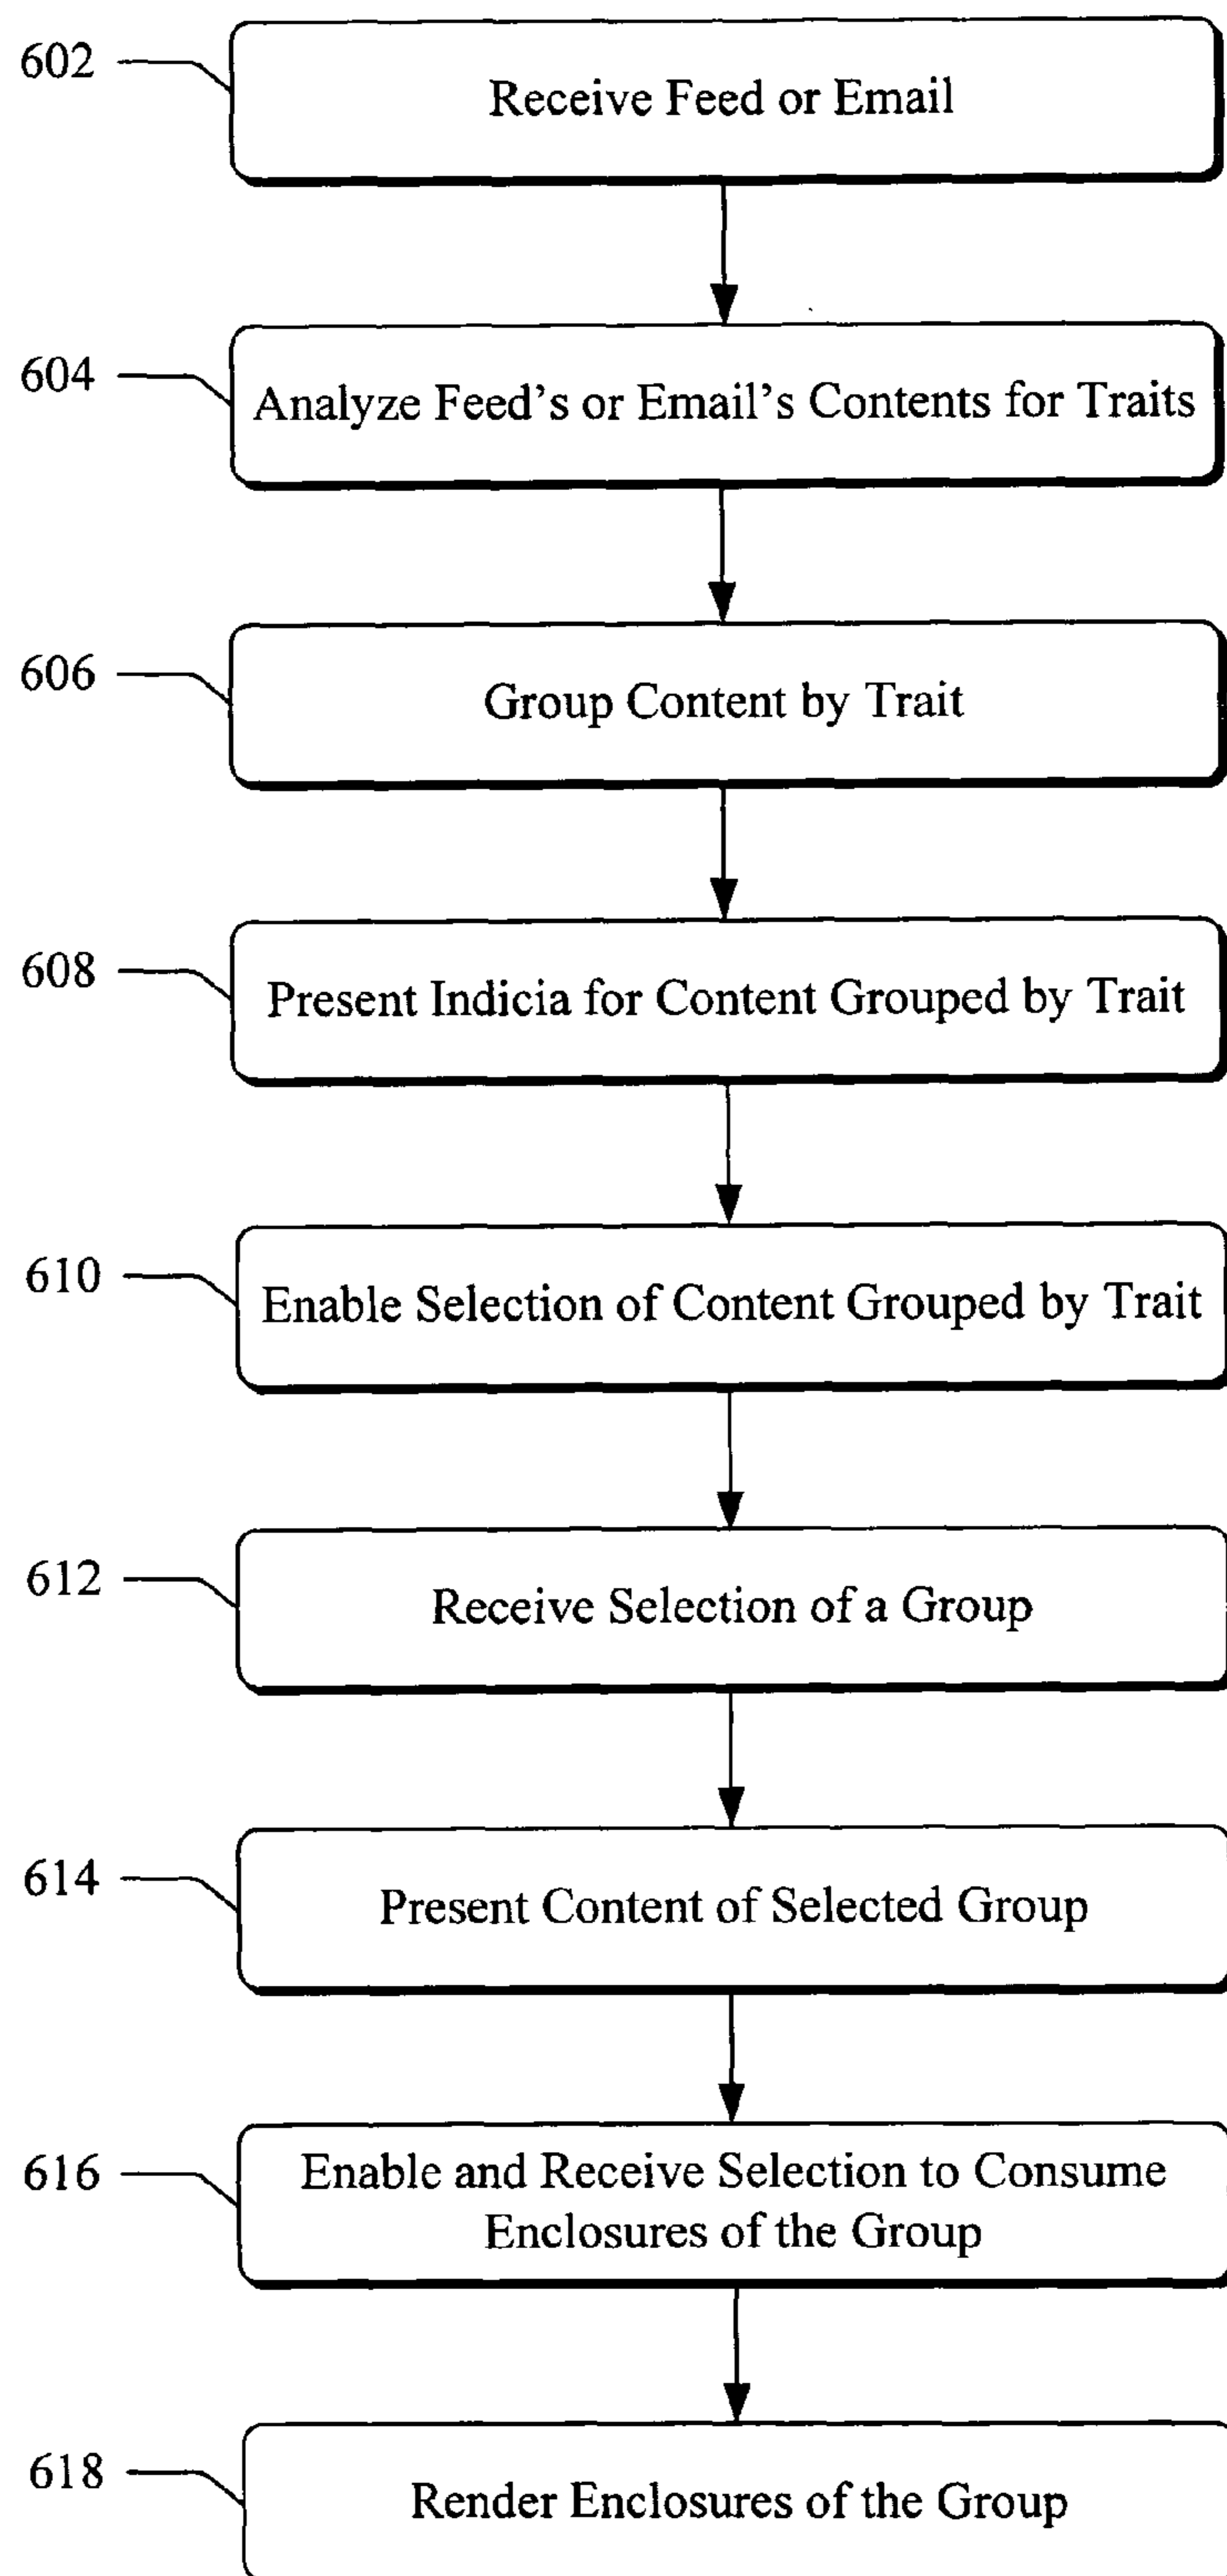 602
Receive Feed or Email
604
Analyze Feed's or Email's Contents for Traits
606
Group Content by Trait
608
Present Indicia for Content Grouped by Trait
610
Enable Selection of Content Grouped by Trait
612
Receive Selection of a Group
614
Present Content of Selected Group
616
Enable and Receive Selection to Consume
Enclosures of the Group
618
Render Enclosures of the Group